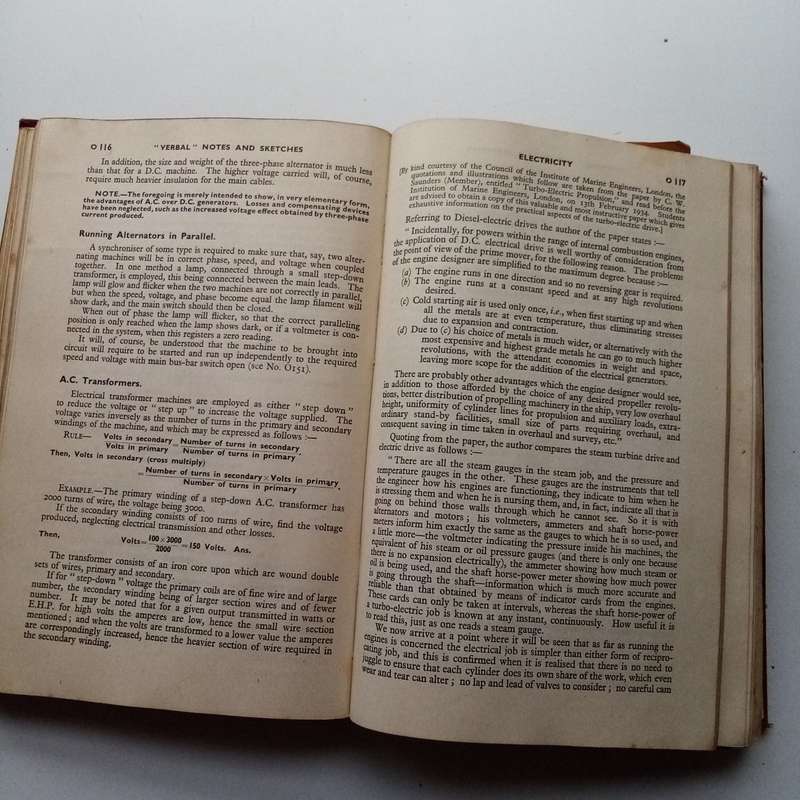 O 116 "VERBAL" NOTES AND SKETCHES
In addition, the size and weight of the three-phase alternator is much less
than that for a D.C. machine. The higher voltage carried will, of course,
require much heavier insulation for the main cables.
NOTE.—The foregoing is merely intended to show, in very elementary form,
the advantages of A.C. over D.C. generators. Losses and compensating devices
have been neglected, such as the increased voltage effect obtained by three-phase
current produced.
Running Alternators in Parallel.
A synchroniser of some type is required to make sure that, say, two alter-
nating machines will be in correct phase, speed, and voltage when coupled
together. In one method a lamp, connected through a small step-down
transformer, is employed, this being connected between the main leads. The
lamp will glow and flicker when the two machines are not correctly in parallel,
but when the speed, voltage, and phase become equal the lamp filament will
show dark, and the main switch should then be closed.
When out of phase the lamp will flicker, so that the correct paralleling
position is only reached when the lamp shows dark, or if a voltmeter is con-
nected in the system, when this registers a zero reading.
It will, of course, be understood that the machine to be brought into
circuit will require to be started and run up independently to the required
speed and voltage with main bus-bar switch open (see No. O151).
A.C. Transformers.
Electrical transformer machines are employed as either "step down"
to reduce the voltage or "step up" to increase the voltage supplied. The
voltage varies inversely as the number of turns in the primary and secondary
windings of the machine, and which may be expressed as follows :—
RULE— Volts in secondary = Number of turns in secondary
Volts in primary Number of turns in primary
Then, Volts in secondary (cross multiply)
= Number of turns in secondary × Volts in primary.
Number of turns in primary
EXAMPLE.—The primary winding of a step-down A.C. transformer has
2000 turns of wire, the voltage being 3000.
If the secondary winding consists of 100 turns of wire, find the voltage
produced, neglecting electrical transmission and other losses.
Then,
Volts = 100 × 3000 = 150 Volts. Ans.
2000
The transformer consists of an iron core upon which are wound double
sets of wires, primary and secondary.
If for "step-down" voltage the primary coils are of fine wire and of large
number, the secondary winding being of larger section wires and of fewer
number. It may be noted that for a given output transmitted in watts or
E.H.P. for high volts the amperes are low, hence the small wire section
mentioned; and when the volts are transformed to a lower value the amperes
are correspondingly increased, hence the heavier section of wire required in
the secondary winding.
ELECTRICITY O 117
[By kind courtesy of the Council of the Institute of Marine Engineers, London, the
quotations and illustrations which follow are taken from the paper by C. W.
Saunders (Member), entitled "Turbo-Electric Propulsion," and read before the
Institution of Marine Engineers, London, on 13th February 1934. Students
are advised to obtain a copy of this valuable and most instructive paper which gives
exhaustive information on the practical aspects of the turbo-electric drive.]
Referring to Diesel-electric drives the author of the paper states :—
"Incidentally, for powers within the range of internal combustion engines,
the application of D.C. electrical drive is well worthy of consideration from
the point of view of the prime mover, for the following reason. The problems
of the engine designer are simplified to the maximum degree because :—
(a) The engine runs in one direction and so no reversing gear is required.
(b) The engine runs at a constant speed and at any high revolutions
desired.
(c) Cold starting air is used only once, i.e., when first starting up and when
all the metals are at even temperature, thus eliminating stresses
due to expansion and contraction.
(d) Due to (c) his choice of metals is much wider, or alternatively with the
most expensive and highest grade metals he can go to much higher
revolutions, with the attendant economies in weight and space,
leaving more scope for the addition of the electrical generators.
There are probably other advantages which the engine designer would see,
in addition to those afforded by the choice of any desired propeller revolu-
tions, better distribution of propelling machinery in the ship, very low overhaul
height, uniformity of cylinder lines for propulsion and auxiliary loads, extra-
ordinary stand-by facilities, small size of parts requiring overhaul, and
consequent saving in time taken in overhaul and survey, etc."
Quoting from the paper, the author compares the steam turbine drive and
electric drive as follows :—
"There are all the steam gauges in the steam job, and the pressure and
temperature gauges in the other. These gauges are the instruments that tell
the engineer how his engines are functioning, they indicate to him when he
is stressing them and when he is nursing them, and, in fact, indicate all that is
going on behind those walls through which he cannot see. So it is with
alternators and motors; his voltmeters, ammeters and shaft horse-power
meters inform him exactly the same as the gauges to which he is so used, and
a little more—the voltmeter indicating the pressure inside his machines, the
equivalent of his steam or oil pressure gauges (and there is only one because
there is no expansion electrically), the ammeter showing how much steam or
oil is being used, and the shaft horse-power meter showing how much power
is going through the shaft—information which is much more accurate and
reliable than that obtained by means of indicator cards from the engines.
These cards can only be taken at intervals, whereas the shaft horse-power of
a turbo-electric job is known at any instant, continuously. How useful it is
to read this, just as one reads a steam gauge.
We now arrive at a point where it will be seen that as far as running the
engines is concerned the electrical job is simpler than either form of recipro-
cating job, and this is confirmed when it is realised that there is no need to
juggle to ensure that each cylinder does its own share of the work, which even
wear and tear can alter; no lap and lead of valves to consider; no careful cam